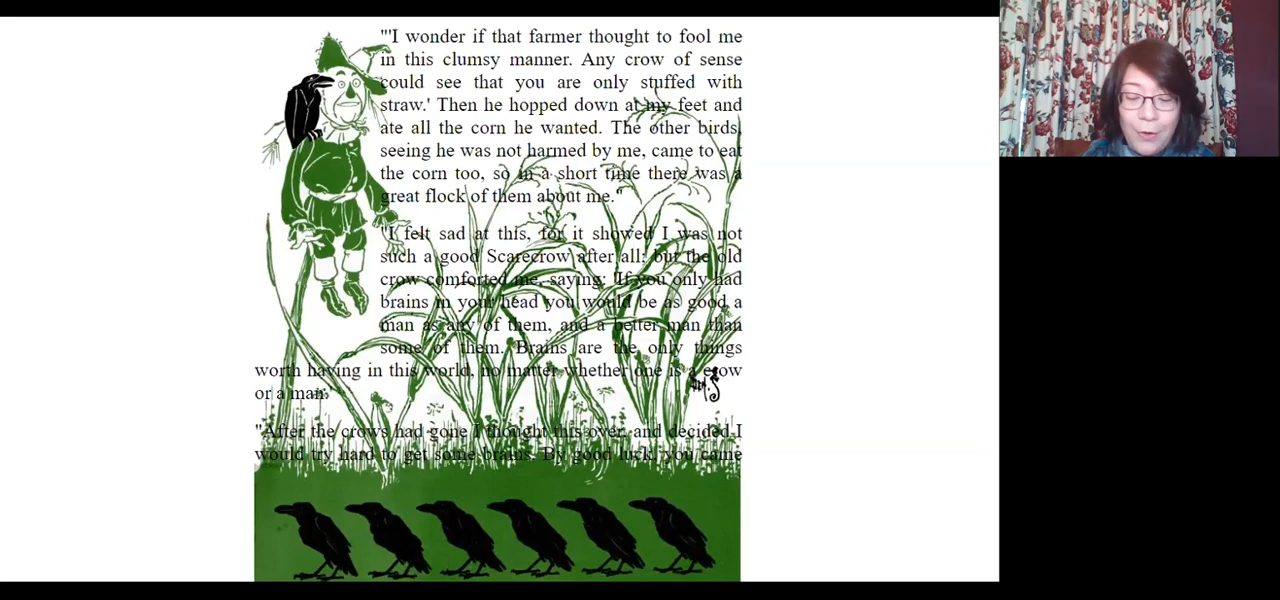 "'I wonder if that farmer thought to fool me
in this clumsy manner. Any crow of sense
could see that you are only stuffed with
straw.' Then he hopped down at my feet and
ate all the corn he wanted. The other birds,
seeing he was not harmed by me, came to eat
the corn too, so in a short time there was a
great flock of them about me."
"I felt sad at this, for it showed I was not
such a good Scarecrow after all; but the old
crow comforted me, saying: 'If you only had
brains in your head you would be as good a
man as any of them, and a better man than
some of them. Brains are the only things
worth having in this world, no matter whether one is a crow
or a man.'
"After the crows had gone I thought this over, and decided I
would try hard to get some brains. By good luck, you came